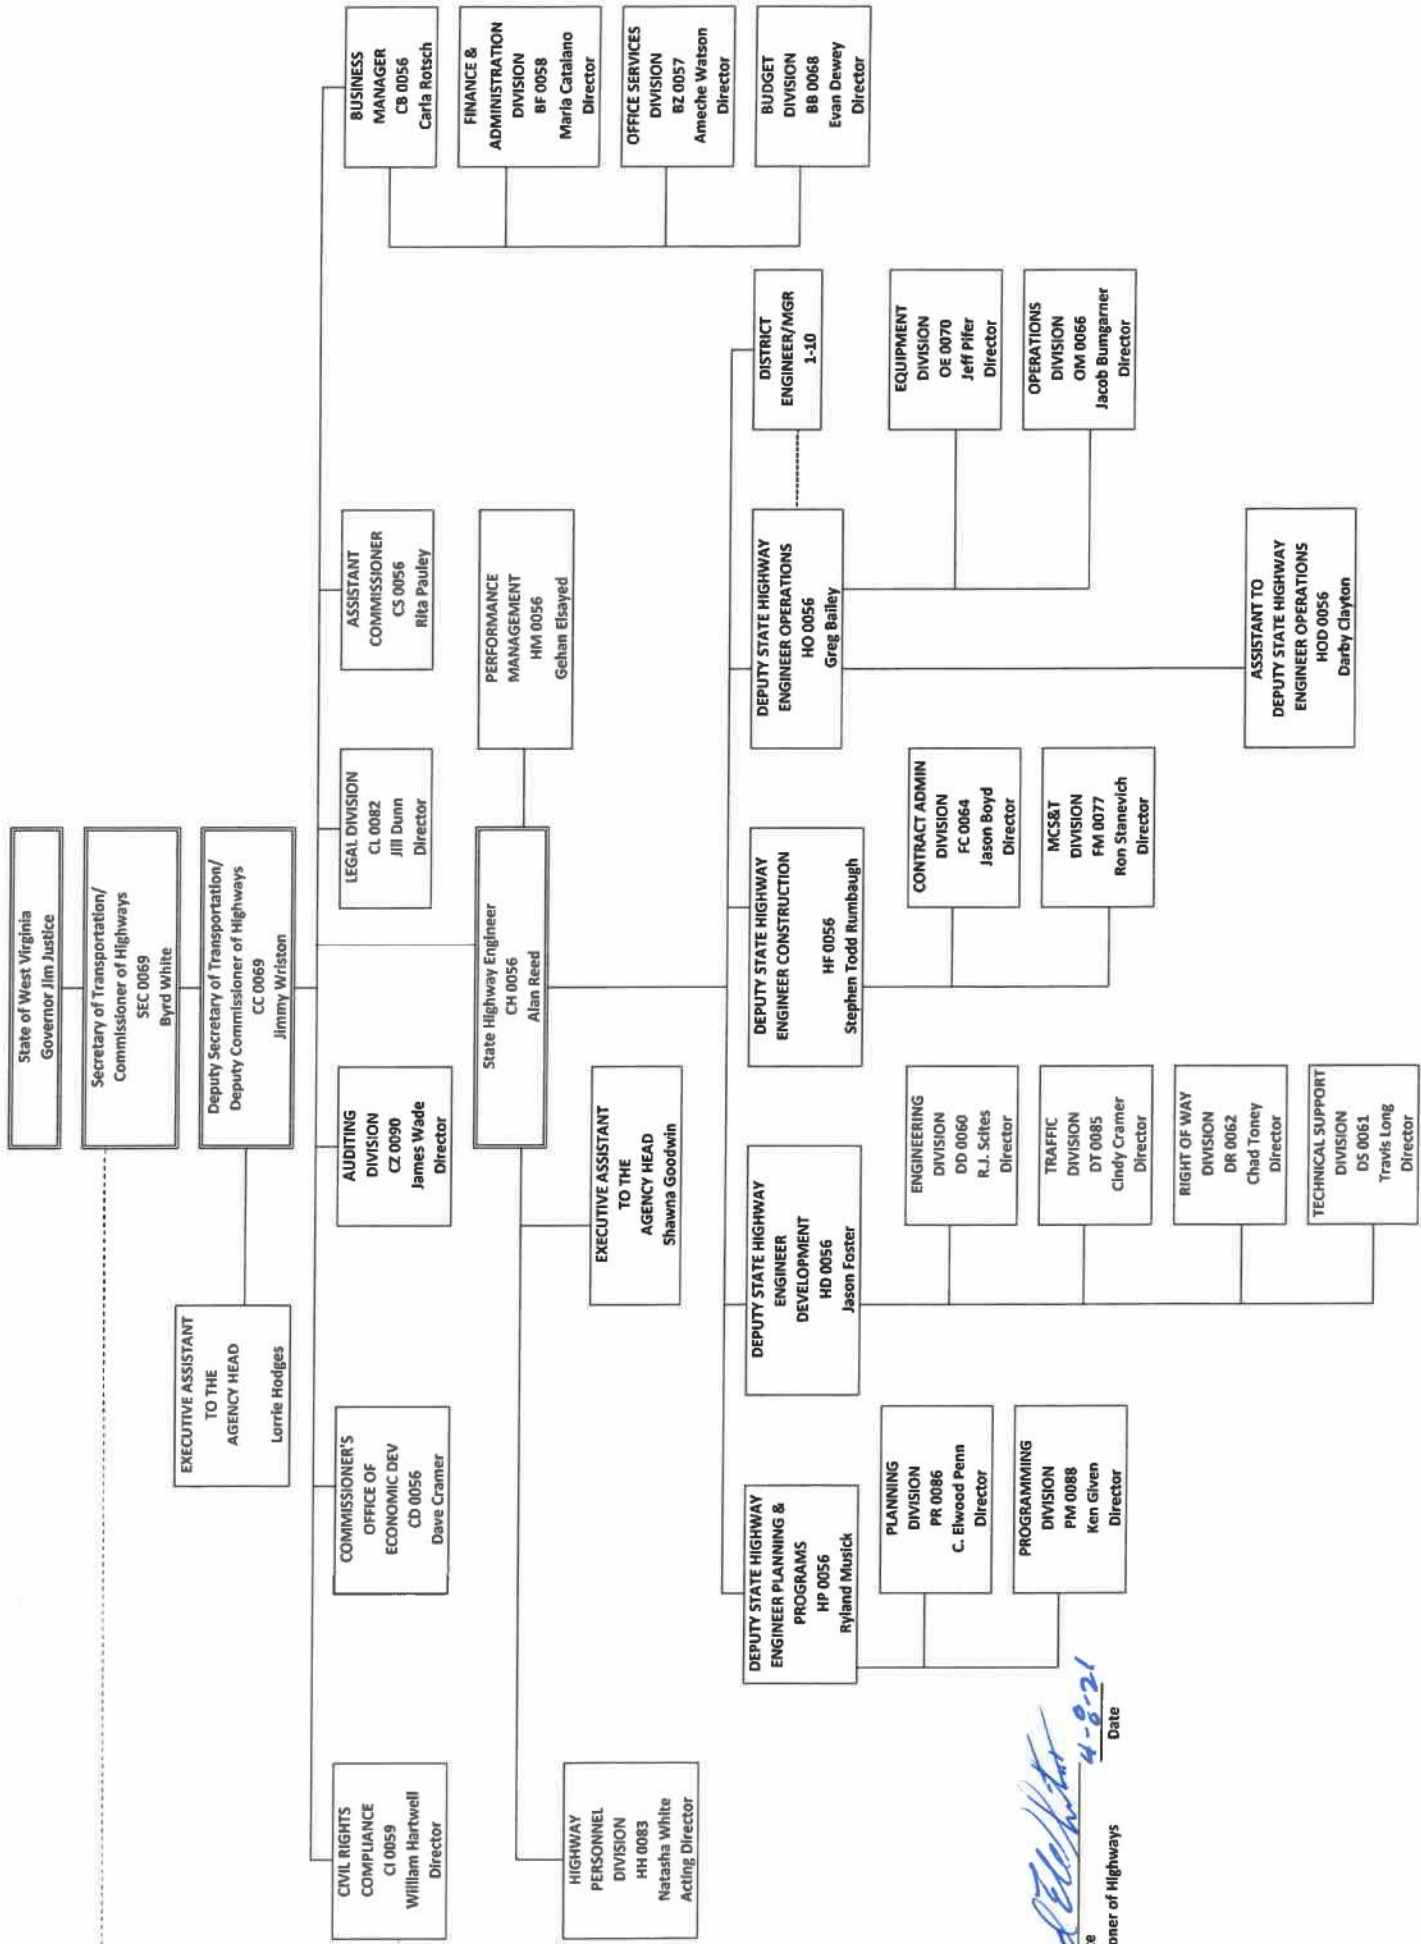 State of West Virginia
Governor Jim Justice
Secretary of Transportation/
Commissioner of Highways
SEC 0069
Byrd White
Deputy Secretary of Transportation/
Deputy Commissioner of Highways
CC 0069
Jimmy Wriston
EXECUTIVE ASSISTANT
TO THE
AGENCY HEAD
Lorrie Hodges
CIVIL RIGHTS
COMPLIANCE
CI 0059
William Hartwell
Director
COMMISSIONER'S
OFFICE OF
ECONOMIC DEV
CD 0056
Dave Cramer
AUDITING
DIVISION
CZ 0090
James Wade
Director
LEGAL DIVISION
CL 0082
Jill Dunn
Director
ASSISTANT
COMMISSIONER
CS 0056
Rita Pauley
BUSINESS
MANAGER
CB 0056
Carla Rotsch
FINANCE &
ADMINISTRATION
DIVISION
BF 0058
Maria Catalano
Director
OFFICE SERVICES
DIVISION
BZ 0057
Ameche Watson
Director
BUDGET
DIVISION
BB 0068
Evan Dewey
Director
State Highway Engineer
CH 0056
Alan Reed
PERFORMANCE
MANAGEMENT
HM 0056
Gehan Elsayed
HIGHWAY
PERSONNEL
DIVISION
HH 0083
Natasha White
Acting Director
EXECUTIVE ASSISTANT
TO THE
AGENCY HEAD
Shawna Goodwin
DEPUTY STATE HIGHWAY
ENGINEER PLANNING &
PROGRAMS
HP 0056
Ryland Musick
PLANNING
DIVISION
PR 0086
C. Elwood Penn
Director
PROGRAMMING
DIVISION
PM 0088
Ken Given
Director
DEPUTY STATE HIGHWAY
ENGINEER
DEVELOPMENT
HD 0056
Jason Foster
ENGINEERING
DIVISION
DD 0060
R.J. Scites
Director
TRAFFIC
DIVISION
DT 0085
Cindy Cramer
Director
RIGHT OF WAY
DIVISION
DR 0062
Chad Toney
Director
TECHNICAL SUPPORT
DIVISION
DS 0061
Travis Long
Director
DEPUTY STATE HIGHWAY
ENGINEER CONSTRUCTION
HF 0056
Stephen Todd Rumbaugh
CONTRACT ADMIN
DIVISION
FC 0064
Jason Boyd
Director
MCS&T
DIVISION
FM 0077
Ron Stanevich
Director
DEPUTY STATE HIGHWAY
ENGINEER OPERATIONS
HO 0056
Greg Bailey
DISTRICT
ENGINEER/MGR
1-10
EQUIPMENT
DIVISION
OE 0070
Jeff Pifer
Director
OPERATIONS
DIVISION
OM 0066
Jacob Bumgarner
Director
ASSISTANT TO
DEPUTY STATE HIGHWAY
ENGINEER OPERATIONS
HOD 0056
Darby Clayton
4-8-21
Date
oner of Highways